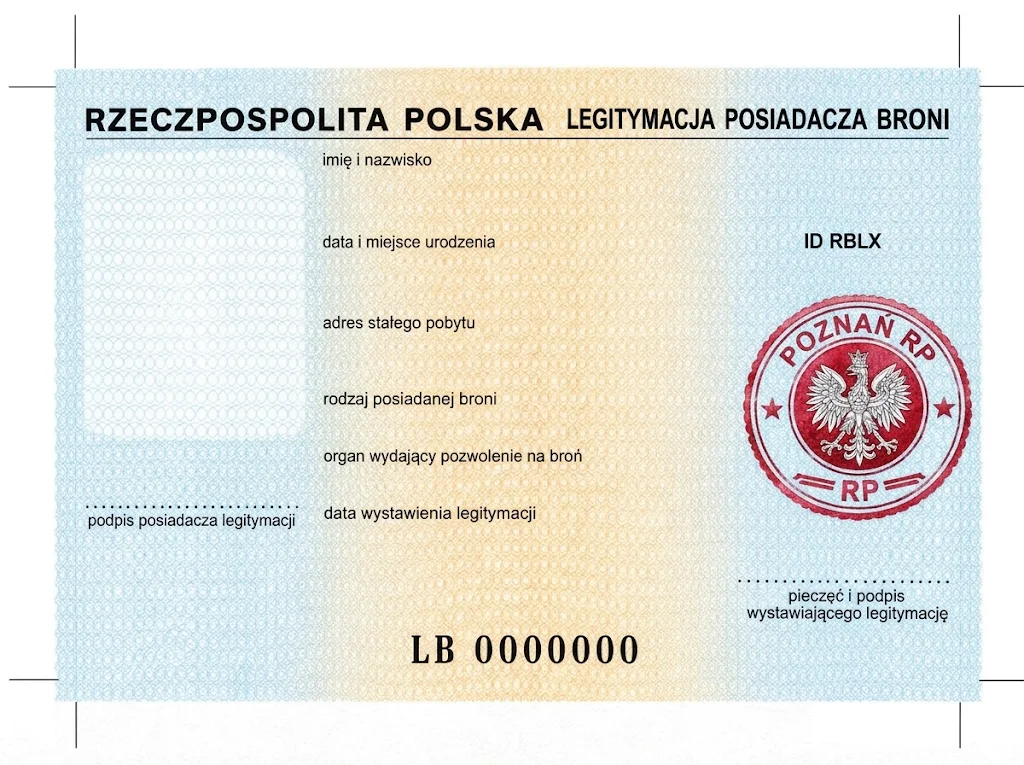 RZECZPOSPOLITA POLSKA LEGITYMACJA POSIADACZA BRONI
imię i nazwisko
data i miejsce urodzenia
ID RBLX
adres stałego pobytu
POZNAŃ RP
rodzaj posiadanej broni
organ wydający pozwolenie na broń
RP
data wystawienia legitymacji
podpis posiadacza legitymacji
pieczęć i podpis
wystawiającego legitymację
LB 0000000